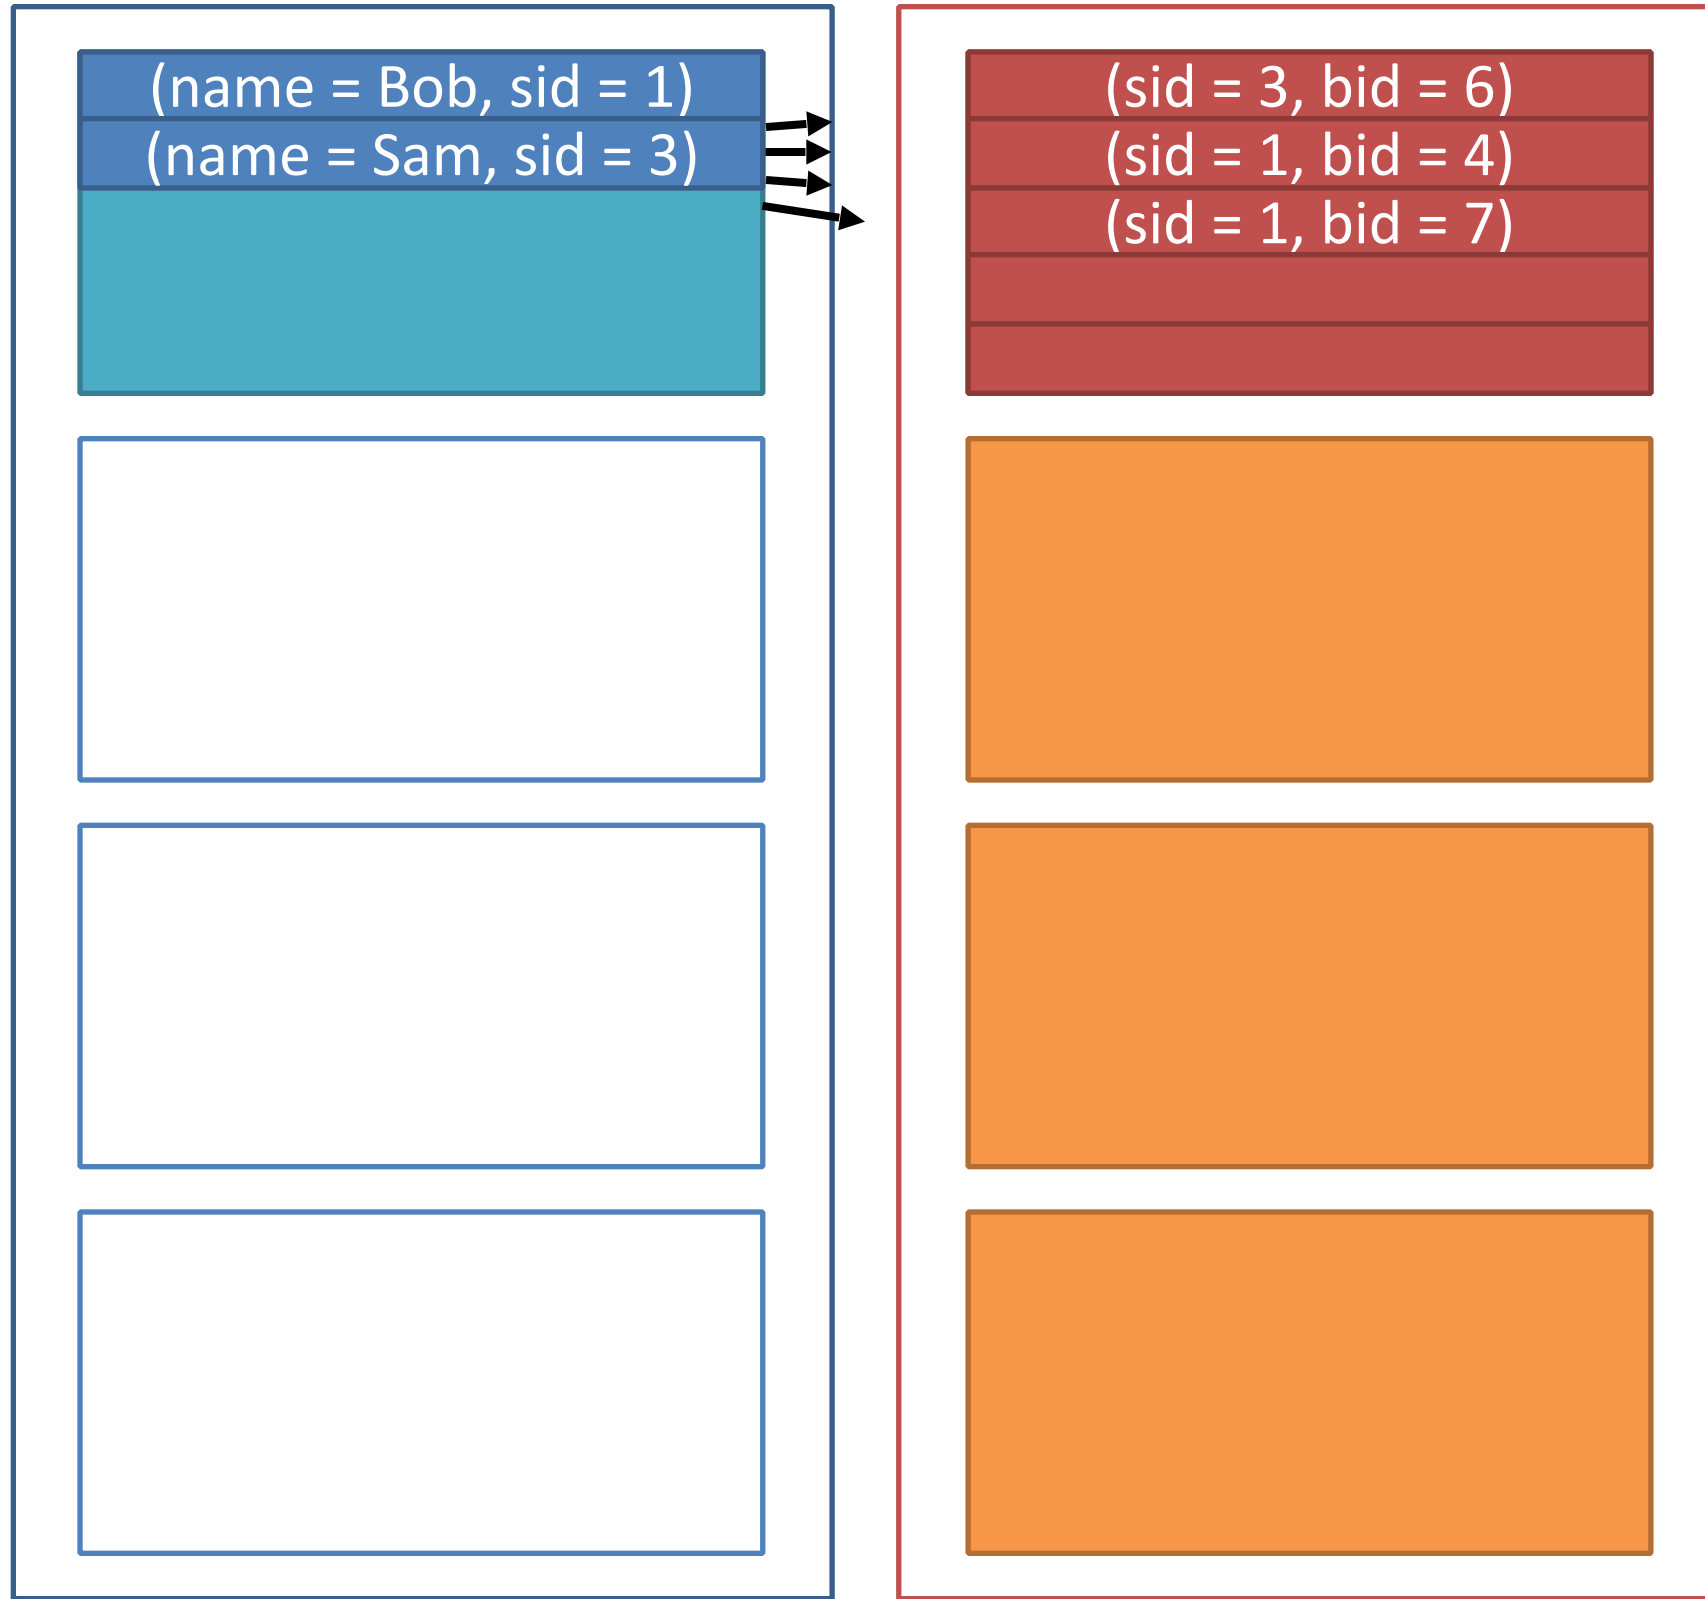 (name = Bob, sid = 1)
(name = Sam, sid = 3)
(sid = 3, bid = 6)
(sid = 1, bid = 4)
(sid = 1, bid = 7)